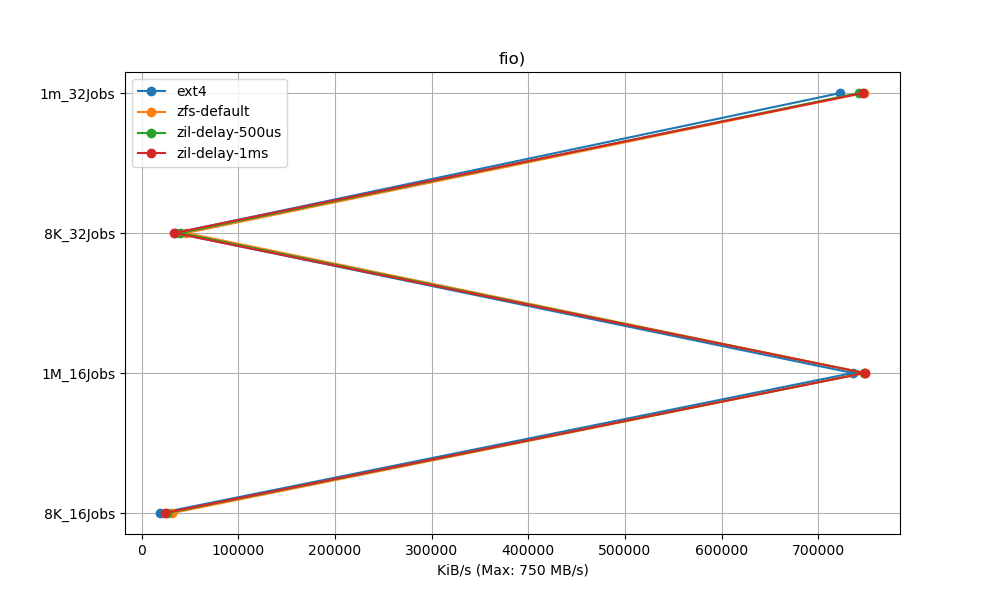 fio)
ext4
zfs-default
zil-delay-500us
zil-delay-1ms
1m_32Jobs
8K_32Jobs
1M_16Jobs
8K_16Jobs
0 100000 200000 300000 400000 500000 600000 700000
KiB/s (Max: 750 MB/s)